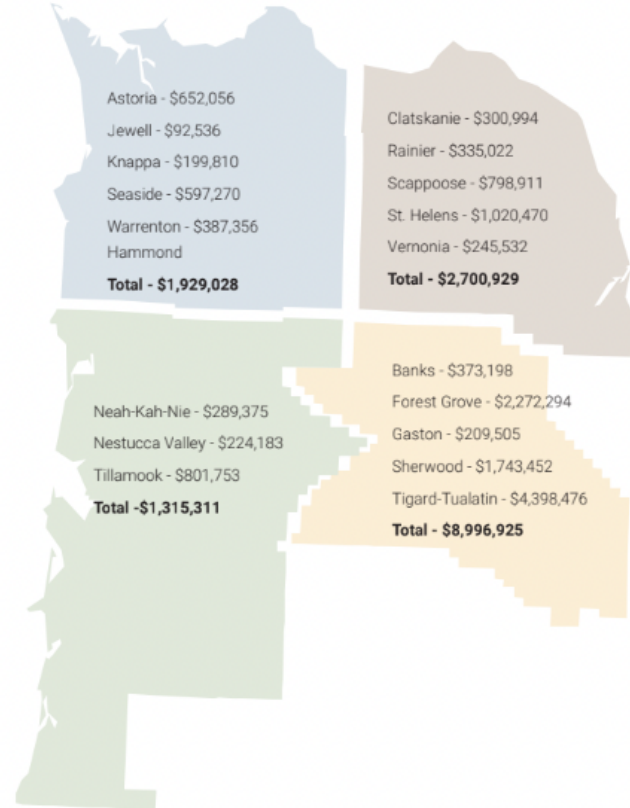 Astoria - $652,056
Jewell - $92,536
Knappa - $199,810
Seaside - $597,270
Warrenton - $387,356
Hammond
Total - $1,929,028
Clatskanie - $300,994
Rainier - $335,022
Scappoose - $798,911
St. Helens - $1,020,470
Vernonia - $245,532
Total - $2,700,929
Neah-Kah-Nie - $289,375
Nestucca Valley - $224,183
Tillamook - $801,753
Total -$1,315,311
Banks - $373,198
Forest Grove - $2,272,294
Gaston - $209,505
Sherwood - $1,743,452
Tigard-Tualatin - $4,398,476
Total - $8,996,925